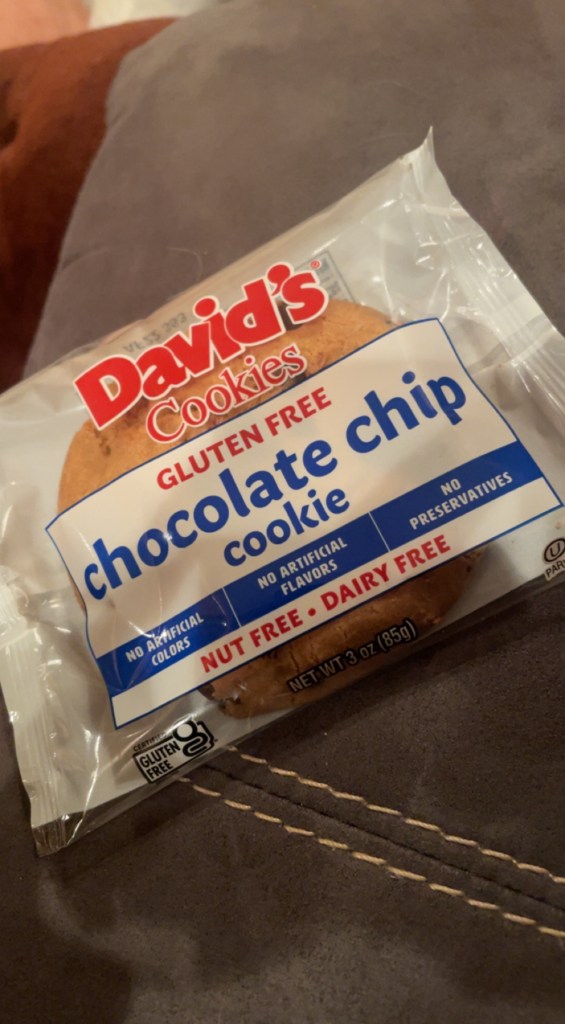 David's®
Cookies
GLUTEN FREE
chocolate chip
cookie
NO ARTIFICIAL
COLORS
NO ARTIFICIAL
FLAVORS
NO
PRESERVATIVES
NUT FREE • DAIRY FREE
NET WT 3 oz (85g)
CERTIFIED
GLUTEN
FREE
U